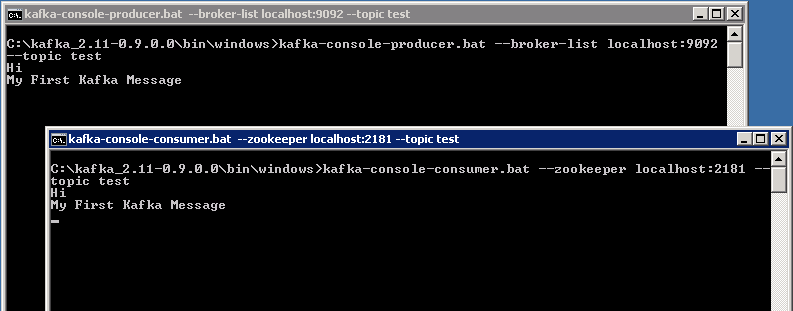 kafka-console-producer.bat --broker-list localhost:9092 --topic test
C:\kafka_2.11-0.9.0.0\bin\windows>kafka-console-producer.bat --broker-list localhost:9092
--topic test
Hi
My First Kafka Message
kafka-console-consumer.bat --zookeeper localhost:2181 --topic test
C:\kafka_2.11-0.9.0.0\bin\windows>kafka-console-consumer.bat --zookeeper localhost:2181 --
topic test
Hi
My First Kafka Message